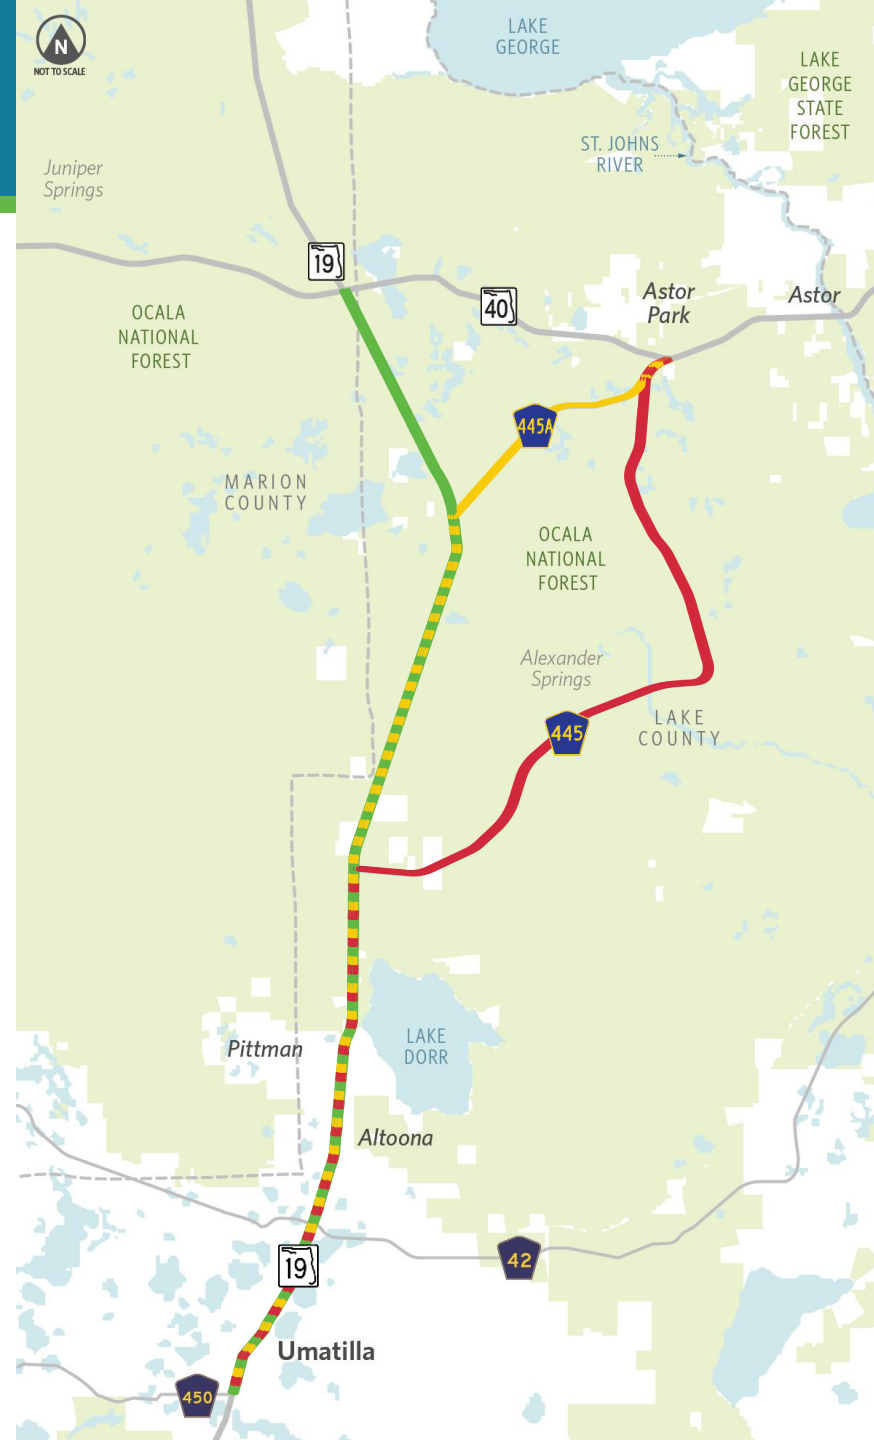 N
NOT TO SCALE
LAKE
GEORGE
LAKE
GEORGE
STATE
FOREST
ST. JOHNS
RIVER
Juniper
Springs
19
40
Astor
Park
Astor
OCALA
NATIONAL
FOREST
445A
MARION
COUNTY
OCALA
NATIONAL
FOREST
Alexander
Springs
445
LAKE
COUNTY
Pittman
LAKE
DORR
Altoona
19
42
Umatilla
450